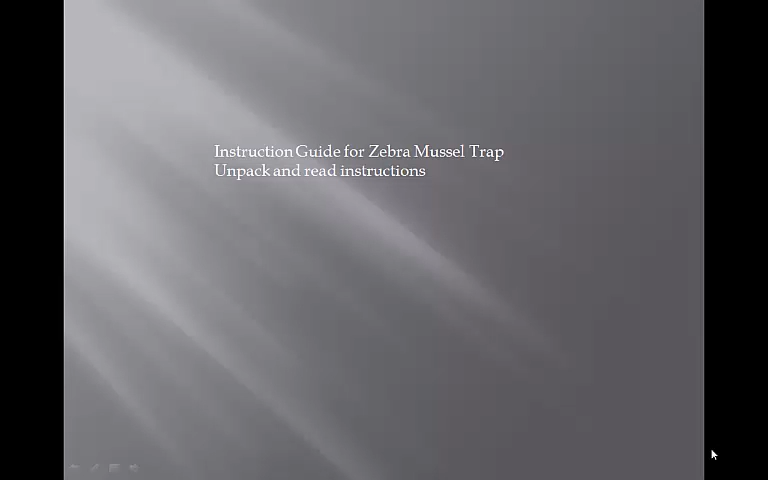 Instruction Guide for Zebra Mussel Trap
Unpack and read instructions